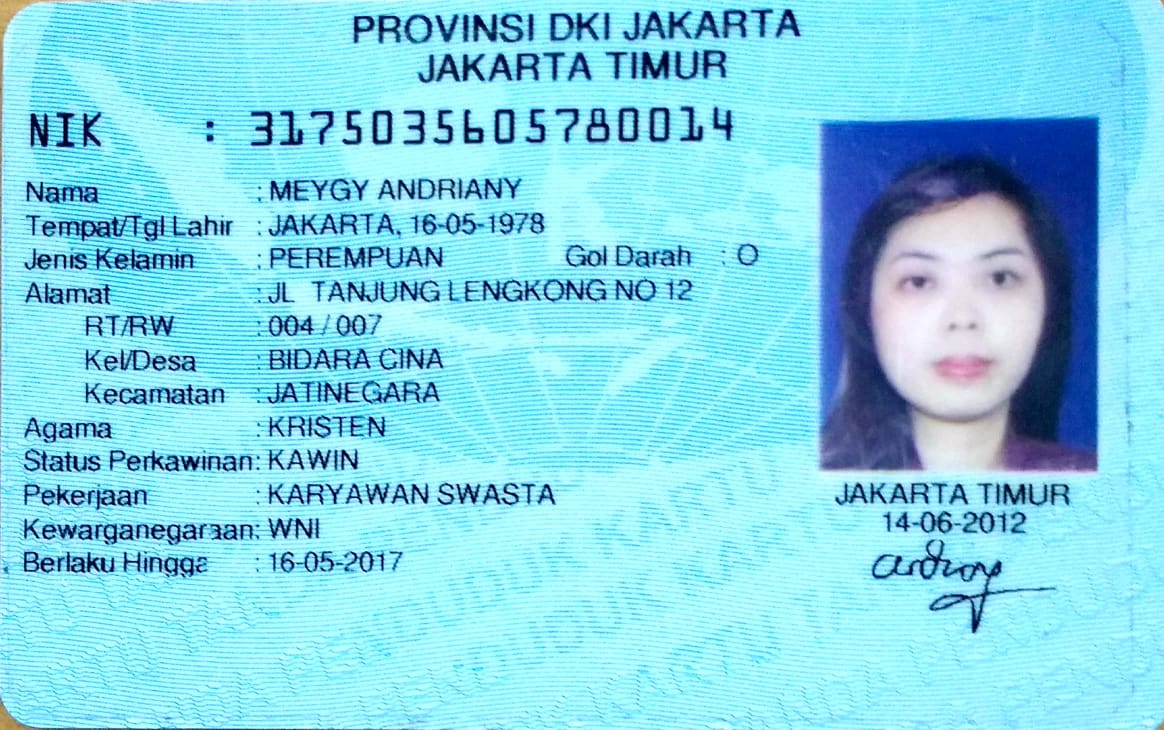 PROVINSI DKI JAKARTA
JAKARTA TIMUR
NIK : 3175035605780014
Nama : MEYGY ANDRIANY
Tempat/Tgl Lahir : JAKARTA, 16-05-1978
Jenis Kelamin : PEREMPUAN Gol Darah : O
Alamat : JL TANJUNG LENGKONG NO 12
RT/RW : 004 / 007
Kel/Desa : BIDARA CINA
Kecamatan : JATINEGARA
Agama : KRISTEN
Status Perkawinan: KAWIN
Pekerjaan : KARYAWAN SWASTA
Kewarganegaraan: WNI
Berlaku Hingga : 16-05-2017
JAKARTA TIMUR
14-06-2012